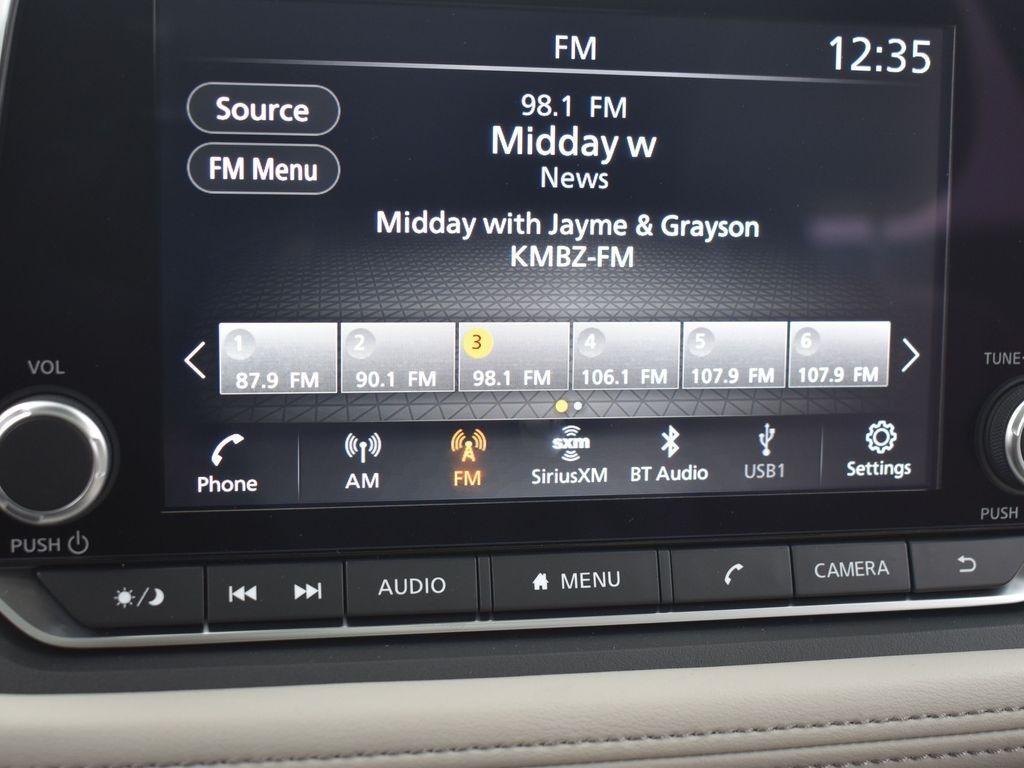 FM
12:35
Source
98.1 FM
Midday w
FM Menu
News
Midday with Jayme & Grayson
KMBZ-FM
1 2 3 4 5 6
87.9 FM 90.1 FM 98.1 FM 106.1 FM 107.9 FM 107.9 FM
VOL
TUNE
sxm
Phone AM FM SiriusXM BT Audio USB1 Settings
PUSH
PUSH
AUDIO MENU CAMERA